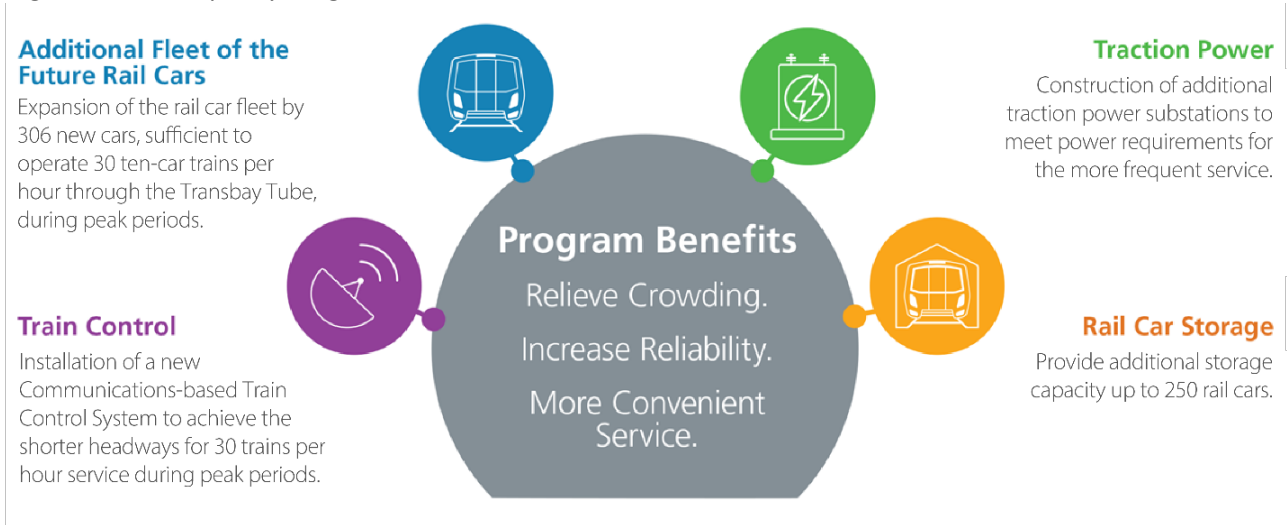 Additional Fleet of the
Future Rail Cars
Expansion of the rail car fleet by
306 new cars, sufficient to
operate 30 ten-car trains per
hour through the Transbay Tube,
during peak periods.
Train Control
Installation of a new
Communications-based Train
Control System to achieve the
shorter headways for 30 trains per
hour service during peak periods.
Program Benefits
Relieve Crowding.
Increase Reliability.
More Convenient
Service.
Traction Power
Construction of additional
traction power substations to
meet power requirements for
the more frequent service.
Rail Car Storage
Provide additional storage
capacity up to 250 rail cars.